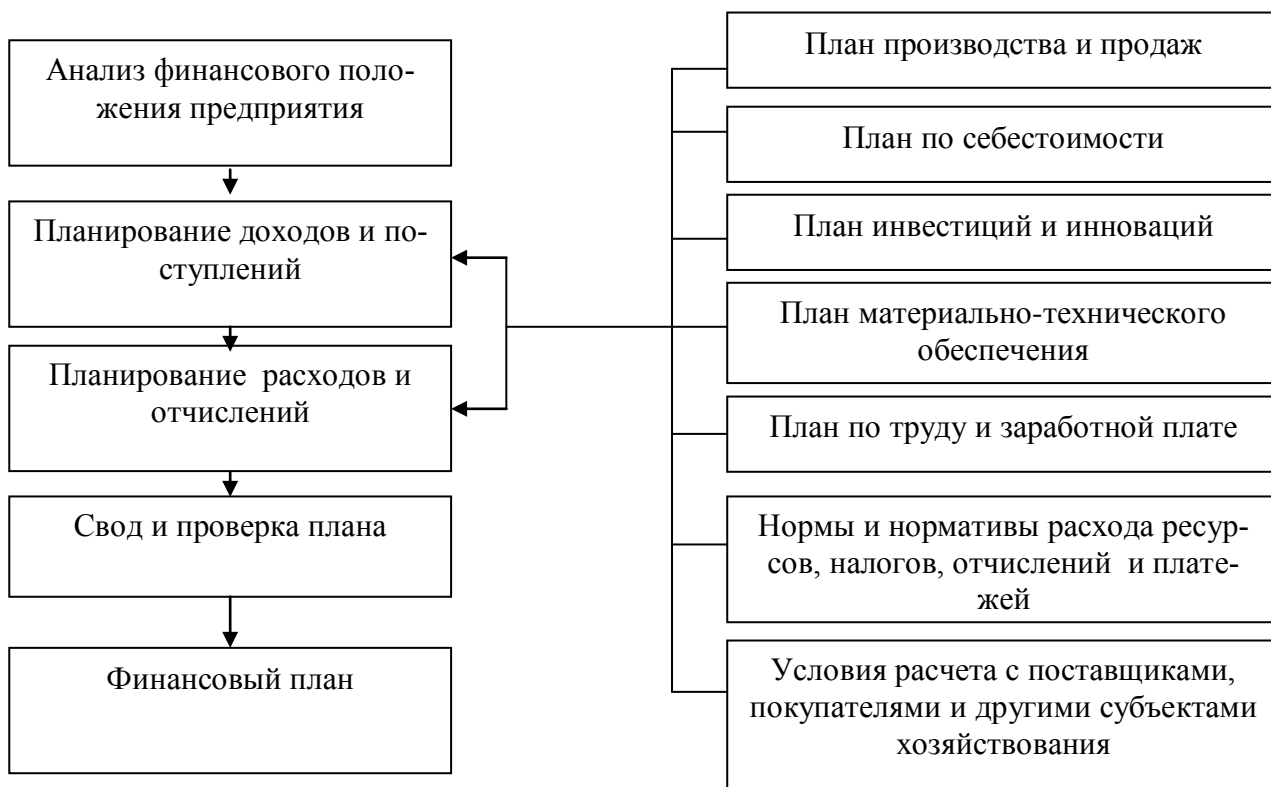 Анализ финансового поло-
жения предприятия
Планирование доходов и по-
ступлений
Планирование расходов и
отчислений
Свод и проверка плана
Финансовый план
План производства и продаж
План по себестоимости
План инвестиций и инноваций
План материально-технического
обеспечения
План по труду и заработной плате
Нормы и нормативы расхода ресур-
сов, налогов, отчислений и плате-
жей
Условия расчета с поставщиками,
покупателями и другими субъектами
хозяйствования